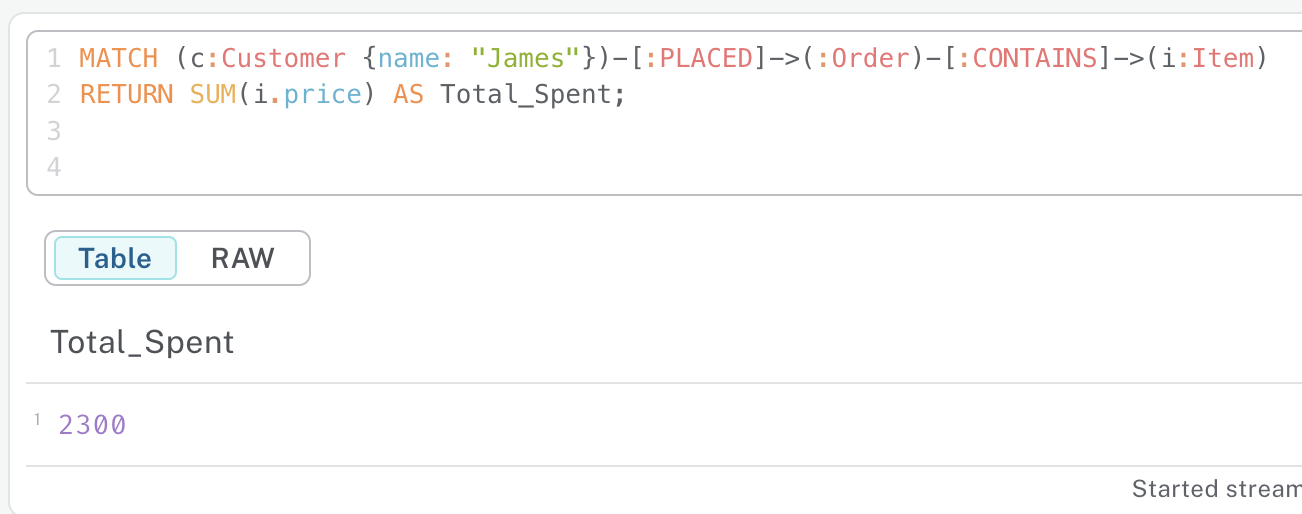 1 MATCH (c:Customer {name: "James"})-[:PLACED]->(:Order)-[:CONTAINS]->(i:Item)
2 RETURN SUM(i.price) AS Total_Spent;
3
4
Table RAW
Total_Spent
1 2300
Started stream